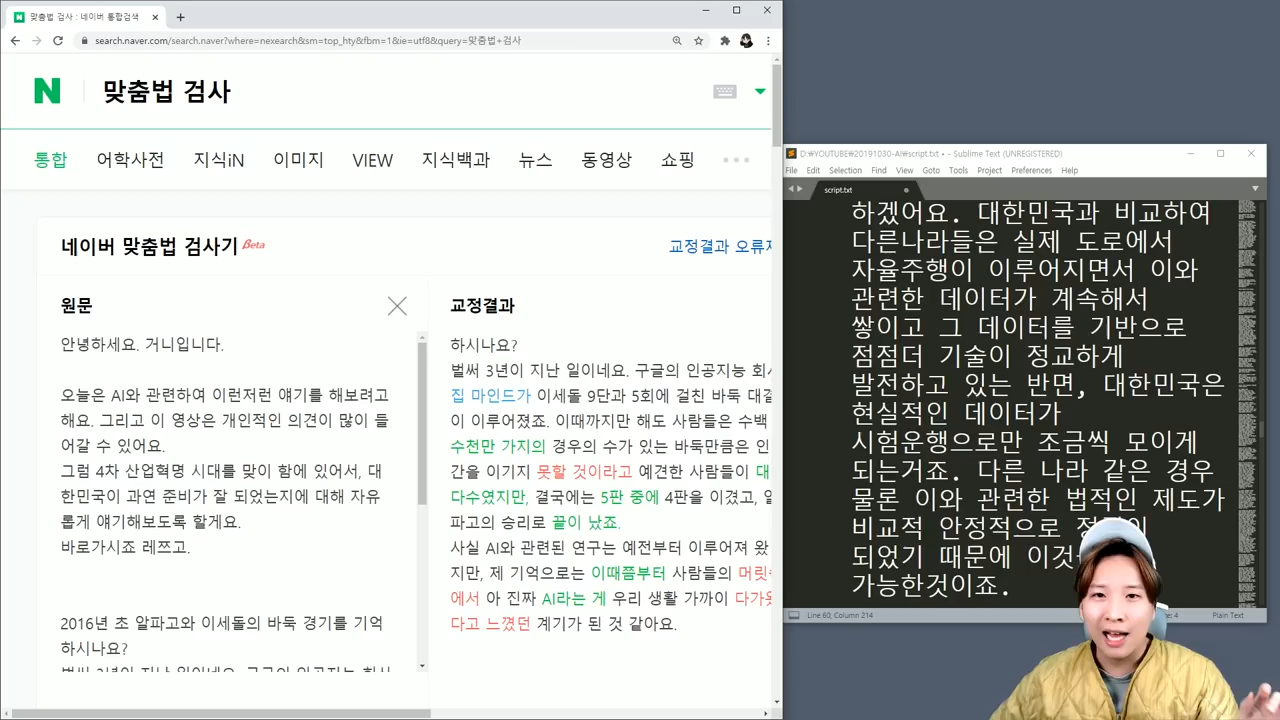 맞춤법 검사 : 네이버 통합검색
search.naver.com/search.naver?where=nexearch&sm=top_hty&fbm=1&ie=utf8&query=맞춤법+검사
N 맞춤법 검사
통합 어학사전 지식iN 이미지 VIEW 지식백과 뉴스 동영상 쇼핑
네이버 맞춤법 검사기 Beta
교정결과 오류
원문
안녕하세요. 거니입니다.
오늘은 AI와 관련하여 이런저런 얘기를 해보려고
해요. 그리고 이 영상은 개인적인 의견이 많이 들
어갈 수 있어요.
그럼 4차 산업혁명 시대를 맞이 함에 있어서, 대
한민국이 과연 준비가 잘 되었는지에 대해 자유
롭게 얘기해보도록 할게요.
바로가시죠 레쯔고.
2016년 초 알파고와 이세돌의 바둑 경기를 기억
하시나요?
교정결과
하시나요?
벌써 3년이 지난 일이네요. 구글의 인공지능 회
집 마인드가 이세돌 9단과 5회에 걸친 바둑 대
이 이루어졌죠. 이때까지만 해도 사람들은 수백
수천만 가지의 경우의 수가 있는 바둑만큼은 인
간을 이기지 못할 것이라고 예견한 사람들이 대
다수였지만, 결국에는 5판 중에 4판을 이겼고,
파고의 승리로 끝이 났죠.
사실 AI와 관련된 연구는 예전부터 이루어져 왔
지만, 제 기억으로는 이때쯤부터 사람들의 머릿
에서 아 진짜 AI라는 게 우리 생활 가까이
다고 느꼈던 계기가 된 것 같아요.
D:₩YOUTUBE₩20191030-AI₩script.txt • - Sublime Text (UNREGISTERED)
File Edit Selection Find View Goto Tools Project Preferences Help
script.txt
하겠어요. 대한민국과 비교하여
다른나라들은 실제 도로에서
자율주행이 이루어지면서 이와
관련한 데이터가 계속해서
쌓이고 그 데이터를 기반으로
점점더 기술이 정교하게
발전하고 있는 반면, 대한민국은
현실적인 데이터가
시험운행으로만 조금씩 모이게
되는거죠. 다른 나라 같은 경우
물론 이와 관련한 법적인 제도가
비교적 안정적으로
되었기 때문에
가능한것이죠.
Line 60, Column 214
Plain Text